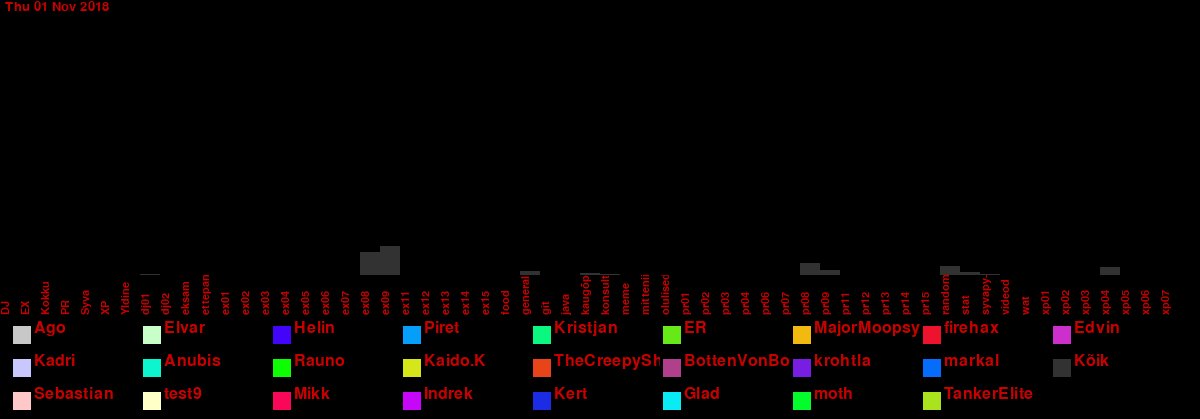 Thu 01 Nov 2018
DJ EX Kokku PR Syva XP Yldine dj01 dj02 eksam ettepan ex01 ex02 ex03 ex04 ex05 ex06 ex07 ex08 ex09 ex11 ex12 ex13 ex14 ex15 food general git java kaugõp konsult meme mittenii olulised pr01 pr02 pr03 pr04 pr06 pr07 pr08 pr09 pr11 pr12 pr13 pr14 pr15 random stat syvapy videod wat xp01 xp02 xp03 xp04 xp05 xp06 xp07
Ago Elvar Helin Piret Kristjan ER MajorMoopsy firehax Edvin
Kadri Anubis Rauno Kaido.K TheCreepySh BottenVonBo krohtla markal Kõik
Sebastian test9 Mikk Indrek Kert Glad moth TankerElite